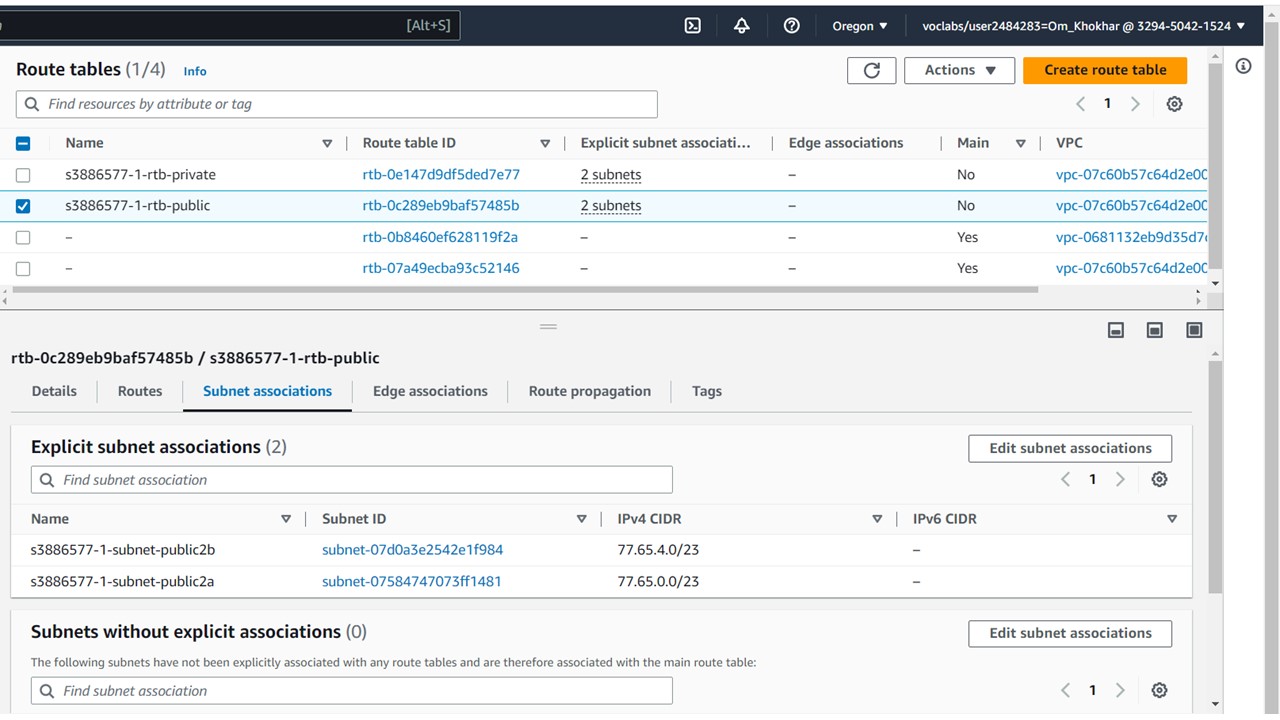 [Alt+S] Oregon ▼ voclabs/user2484283=Om_Khokhar @ 3294-5042-1524 ▼
Route tables (1/4) Info Actions ▼ Create route table
Find resources by attribute or tag 1
Name Route table ID Explicit subnet associati... Edge associations Main VPC
s3886577-1-rtb-private rtb-0e147d9df5ded7e77 2 subnets – No vpc-07c60b57c64d2e00
s3886577-1-rtb-public rtb-0c289eb9baf57485b 2 subnets – No vpc-07c60b57c64d2e00
– rtb-0b8460ef628119f2a – – Yes vpc-0681132eb9d35d7
– rtb-07a49ecba93c52146 – – Yes vpc-07c60b57c64d2e00
rtb-0c289eb9baf57485b / s3886577-1-rtb-public
Details Routes Subnet associations Edge associations Route propagation Tags
Explicit subnet associations (2) Edit subnet associations
Find subnet association 1
Name Subnet ID IPv4 CIDR IPv6 CIDR
s3886577-1-subnet-public2b subnet-07d0a3e2542e1f984 77.65.4.0/23 –
s3886577-1-subnet-public2a subnet-07584747073ff1481 77.65.0.0/23 –
Subnets without explicit associations (0) Edit subnet associations
The following subnets have not been explicitly associated with any route tables and are therefore associated with the main route table:
Find subnet association 1